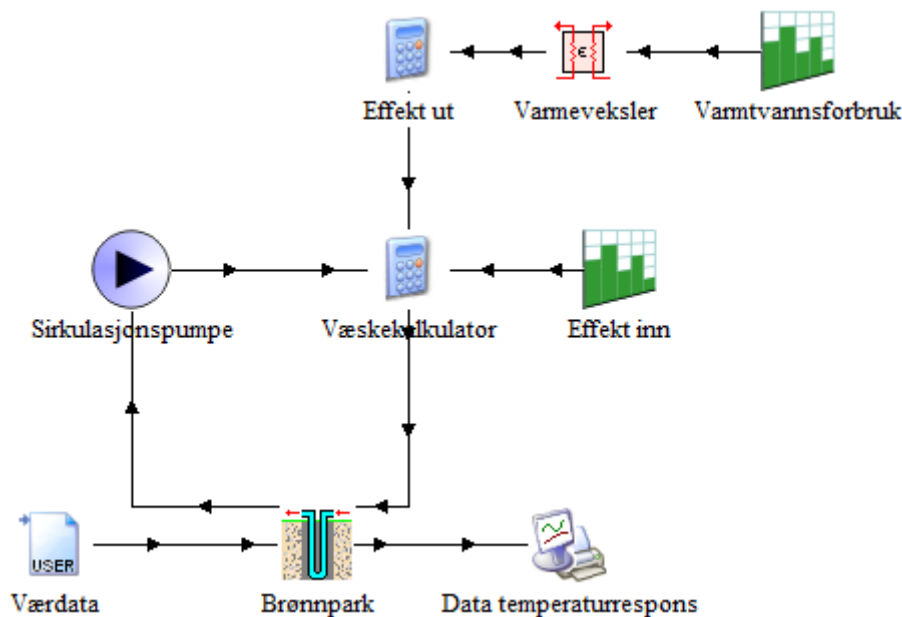 Effekt ut
Varmeveksler
Varmtvannsforbruk
Sirkulasjonspumpe
Væskekalkulator
Effekt inn
USER
Værdata
Brønnpark
Data temperaturrespons